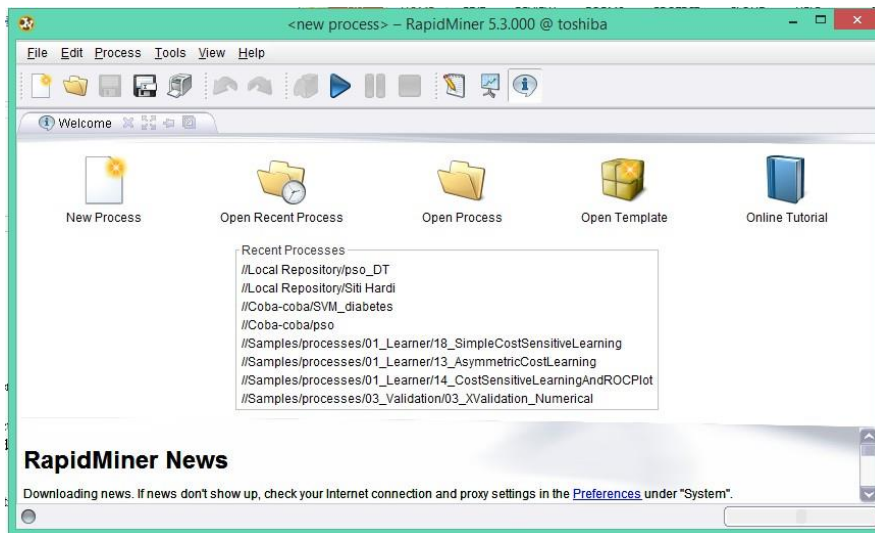 <new process> – RapidMiner 5.3.000 @ toshiba
File Edit Process Tools View Help
Welcome
New Process
Open Recent Process
Open Process
Open Template
Online Tutorial
Recent Processes
//Local Repository/pso_DT
//Local Repository/Siti Hardi
//Coba-coba/SVM_diabetes
//Coba-coba/pso
//Samples/processes/01_Learner/18_SimpleCostSensitiveLearning
//Samples/processes/01_Learner/13_AsymmetricCostLearning
//Samples/processes/01_Learner/14_CostSensitiveLearningAndROCPlot
//Samples/processes/03_Validation/03_XValidation_Numerical
RapidMiner News
Downloading news. If news don't show up, check your Internet connection and proxy settings in the Preferences under "System".